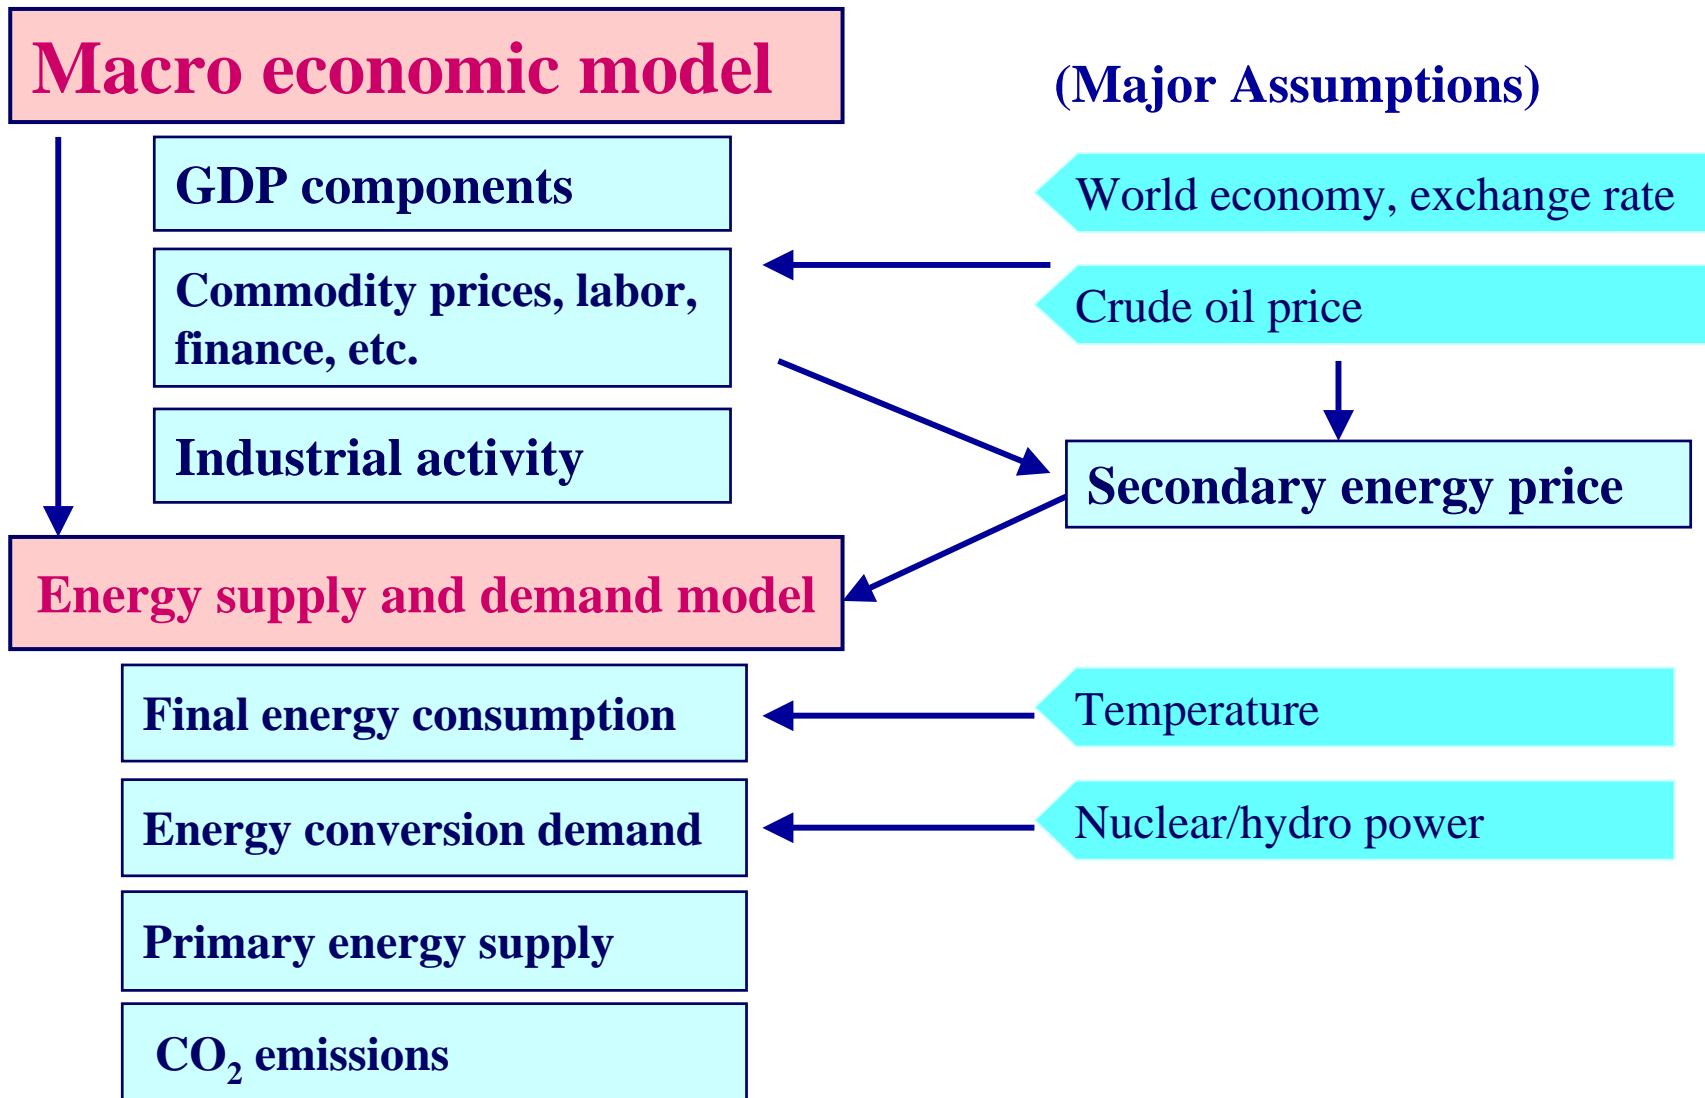 Macro economic model
(Major Assumptions)
GDP components
World economy, exchange rate
Commodity prices, labor,
finance, etc.
Crude oil price
Industrial activity
Secondary energy price
Energy supply and demand model
Final energy consumption
Temperature
Energy conversion demand
Nuclear/hydro power
Primary energy supply
CO₂ emissions